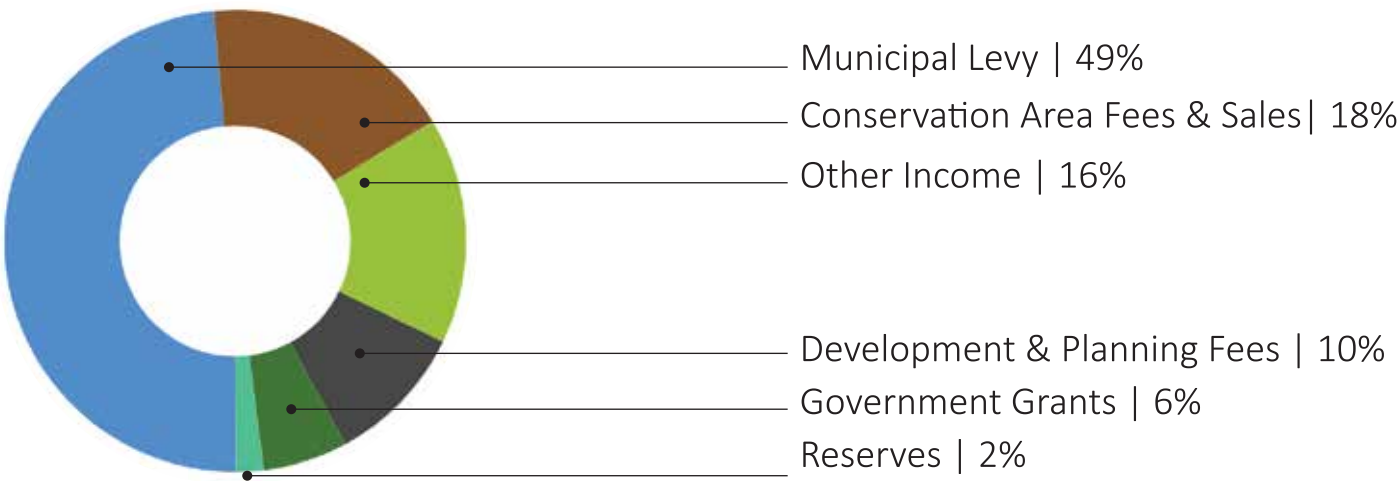 Municipal Levy | 49%
Conservation Area Fees & Sales| 18%
Other Income | 16%
Development & Planning Fees | 10%
Government Grants | 6%
Reserves | 2%